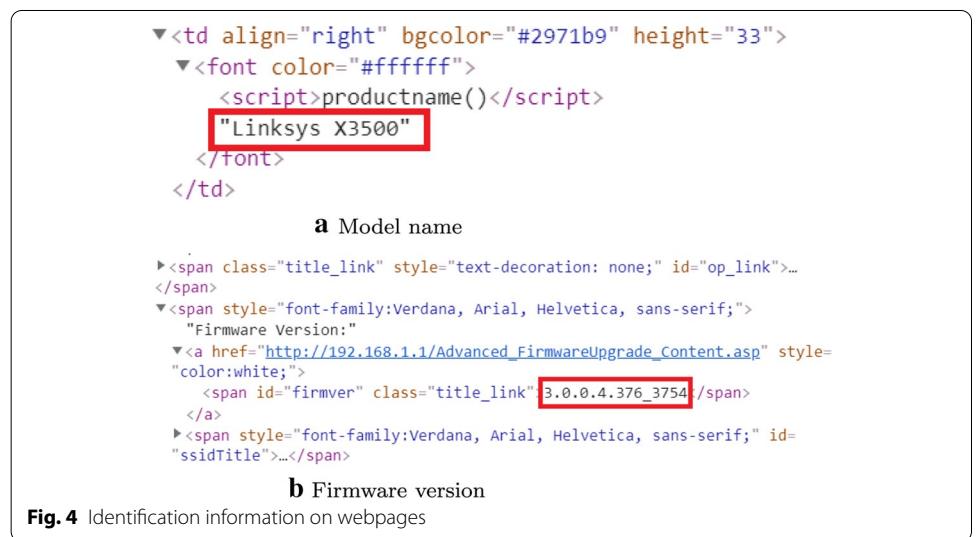 ▼<td align="right" bgcolor="#2971b9" height="33">
▼<font color="#ffffff">
<script>productname()</script>
"Linksys X3500"
</font>
</td>
a Model name
▶<span class="title_link" style="text-decoration: none;" id="op_link">…
</span>
▼<span style="font-family:Verdana, Arial, Helvetica, sans-serif;">
"Firmware Version:"
▼<a href="http://192.168.1.1/Advanced_FirmwareUpgrade_Content.asp" style=
"color:white;">
<span id="firmver" class="title_link">3.0.0.4.376_3754</span>
</a>
▶<span style="font-family:Verdana, Arial, Helvetica, sans-serif;" id=
"ssidTitle">…</span>
b Firmware version
Fig. 4 Identification information on webpages